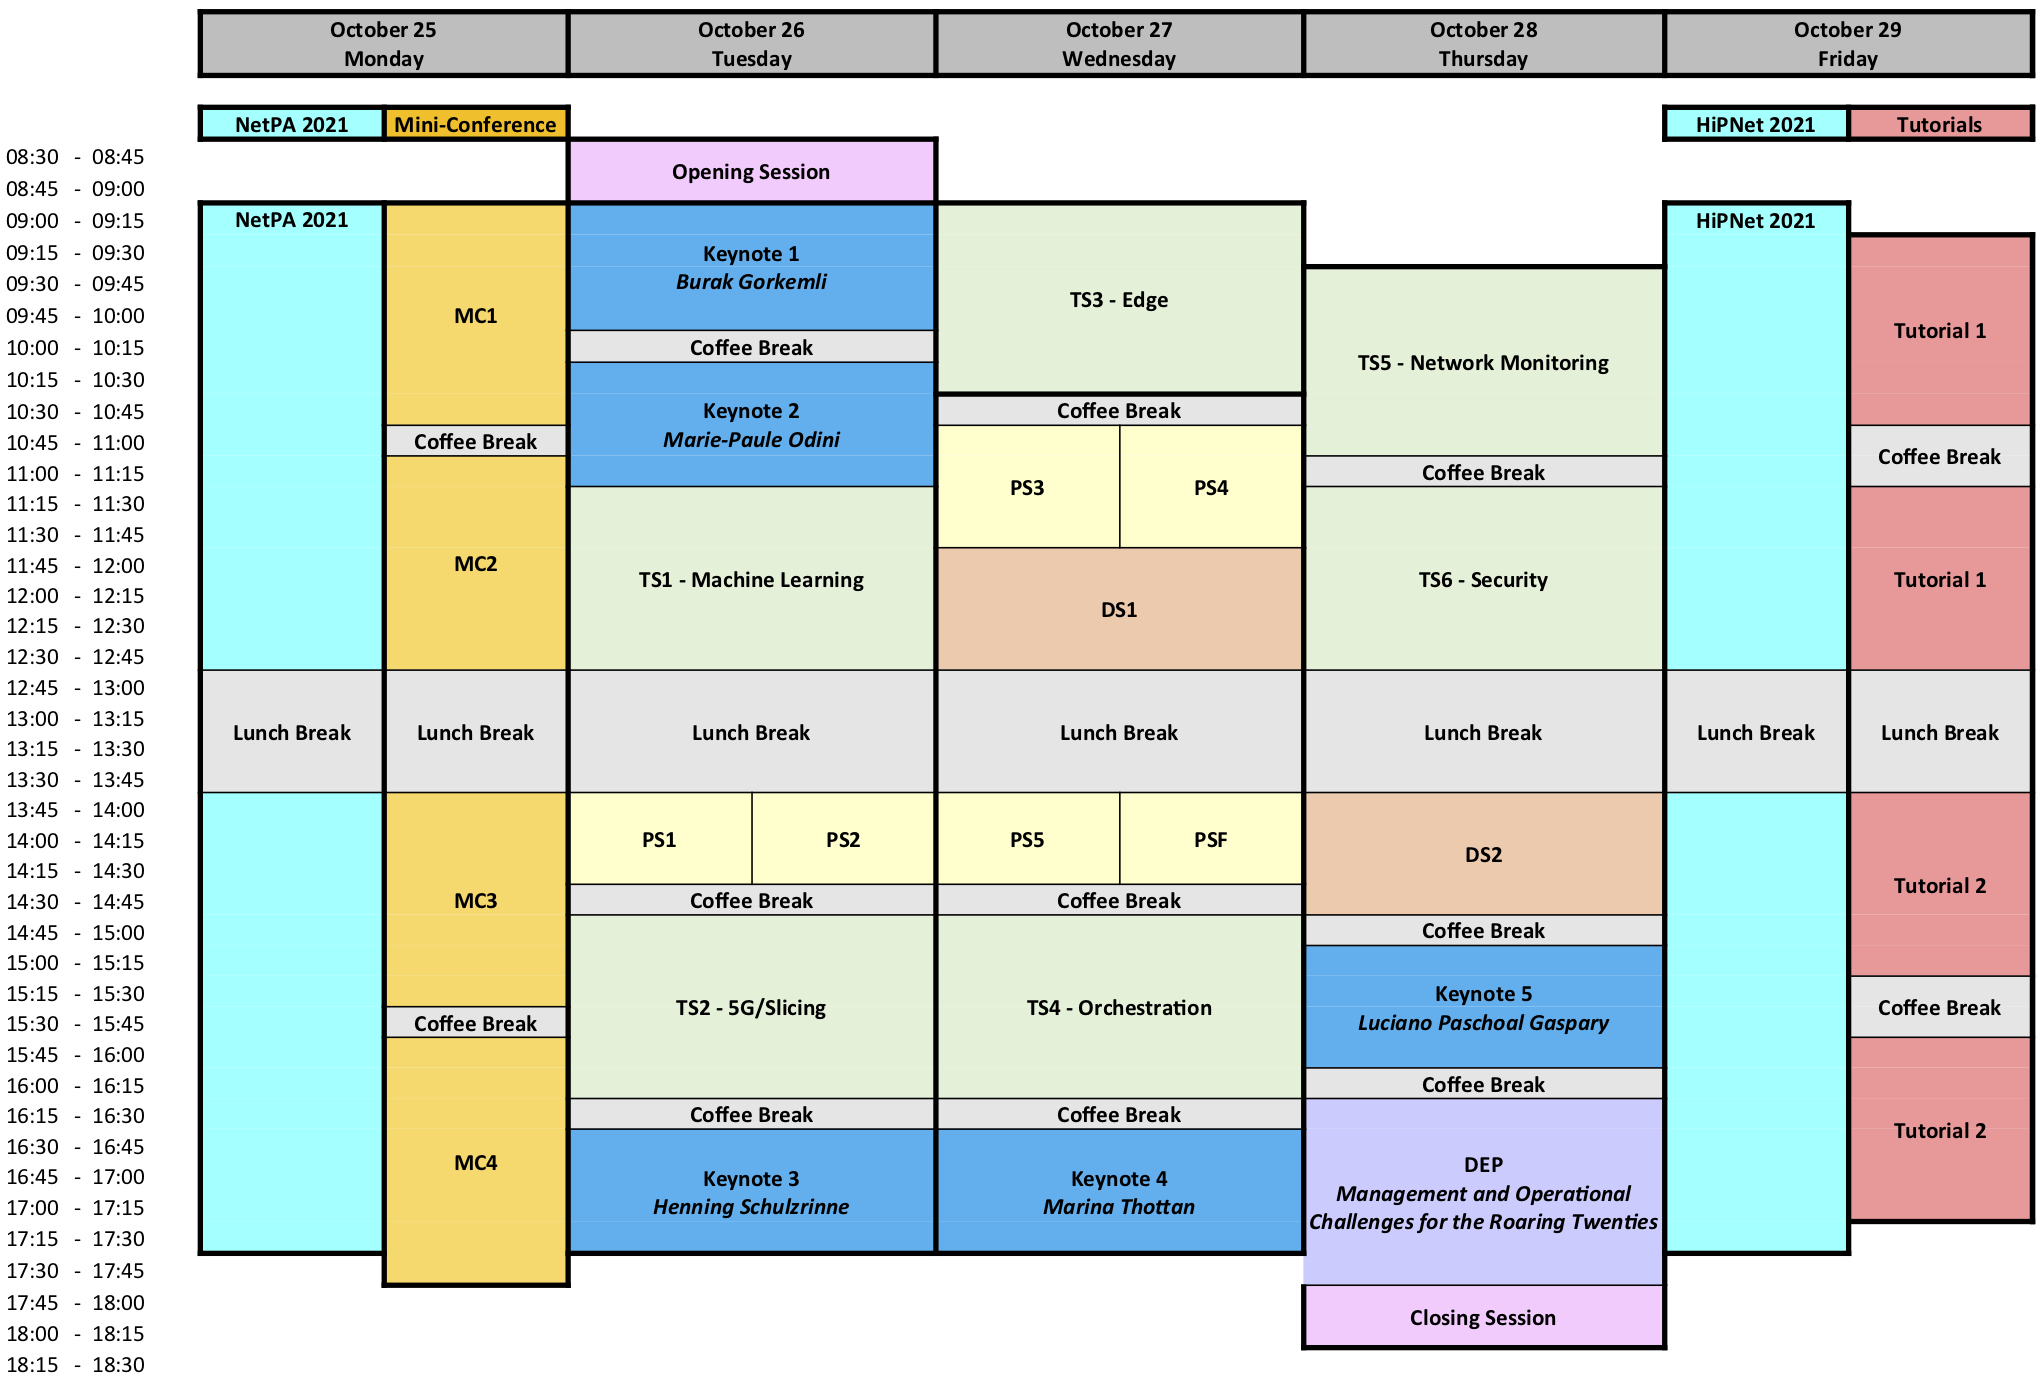 October 25
Monday
October 26
Tuesday
October 27
Wednesday
October 28
Thursday
October 29
Friday
NetPA 2021
Mini-Conference
HiPNet 2021
Tutorials
08:30 - 08:45
08:45 - 09:00
09:00 - 09:15
09:15 - 09:30
09:30 - 09:45
09:45 - 10:00
10:00 - 10:15
10:15 - 10:30
10:30 - 10:45
10:45 - 11:00
11:00 - 11:15
11:15 - 11:30
11:30 - 11:45
11:45 - 12:00
12:00 - 12:15
12:15 - 12:30
12:30 - 12:45
12:45 - 13:00
13:00 - 13:15
13:15 - 13:30
13:30 - 13:45
13:45 - 14:00
14:00 - 14:15
14:15 - 14:30
14:30 - 14:45
14:45 - 15:00
15:00 - 15:15
15:15 - 15:30
15:30 - 15:45
15:45 - 16:00
16:00 - 16:15
16:15 - 16:30
16:30 - 16:45
16:45 - 17:00
17:00 - 17:15
17:15 - 17:30
17:30 - 17:45
17:45 - 18:00
18:00 - 18:15
18:15 - 18:30
NetPA 2021
Lunch Break
MC1
Coffee Break
MC2
Lunch Break
MC3
Coffee Break
MC4
Opening Session
Keynote 1
Burak Gorkemli
Coffee Break
Keynote 2
Marie-Paule Odini
TS1 - Machine Learning
Lunch Break
PS1
PS2
Coffee Break
TS2 - 5G/Slicing
Coffee Break
Keynote 3
Henning Schulzrinne
TS3 - Edge
Coffee Break
PS3
PS4
DS1
Lunch Break
PS5
PSF
Coffee Break
TS4 - Orchestration
Coffee Break
Keynote 4
Marina Thottan
TS5 - Network Monitoring
Coffee Break
TS6 - Security
Lunch Break
DS2
Coffee Break
Keynote 5
Luciano Paschoal Gaspary
Coffee Break
DEP
Management and Operational
Challenges for the Roaring Twenties
Closing Session
HiPNet 2021
Lunch Break
Tutorial 1
Coffee Break
Tutorial 1
Lunch Break
Tutorial 2
Coffee Break
Tutorial 2